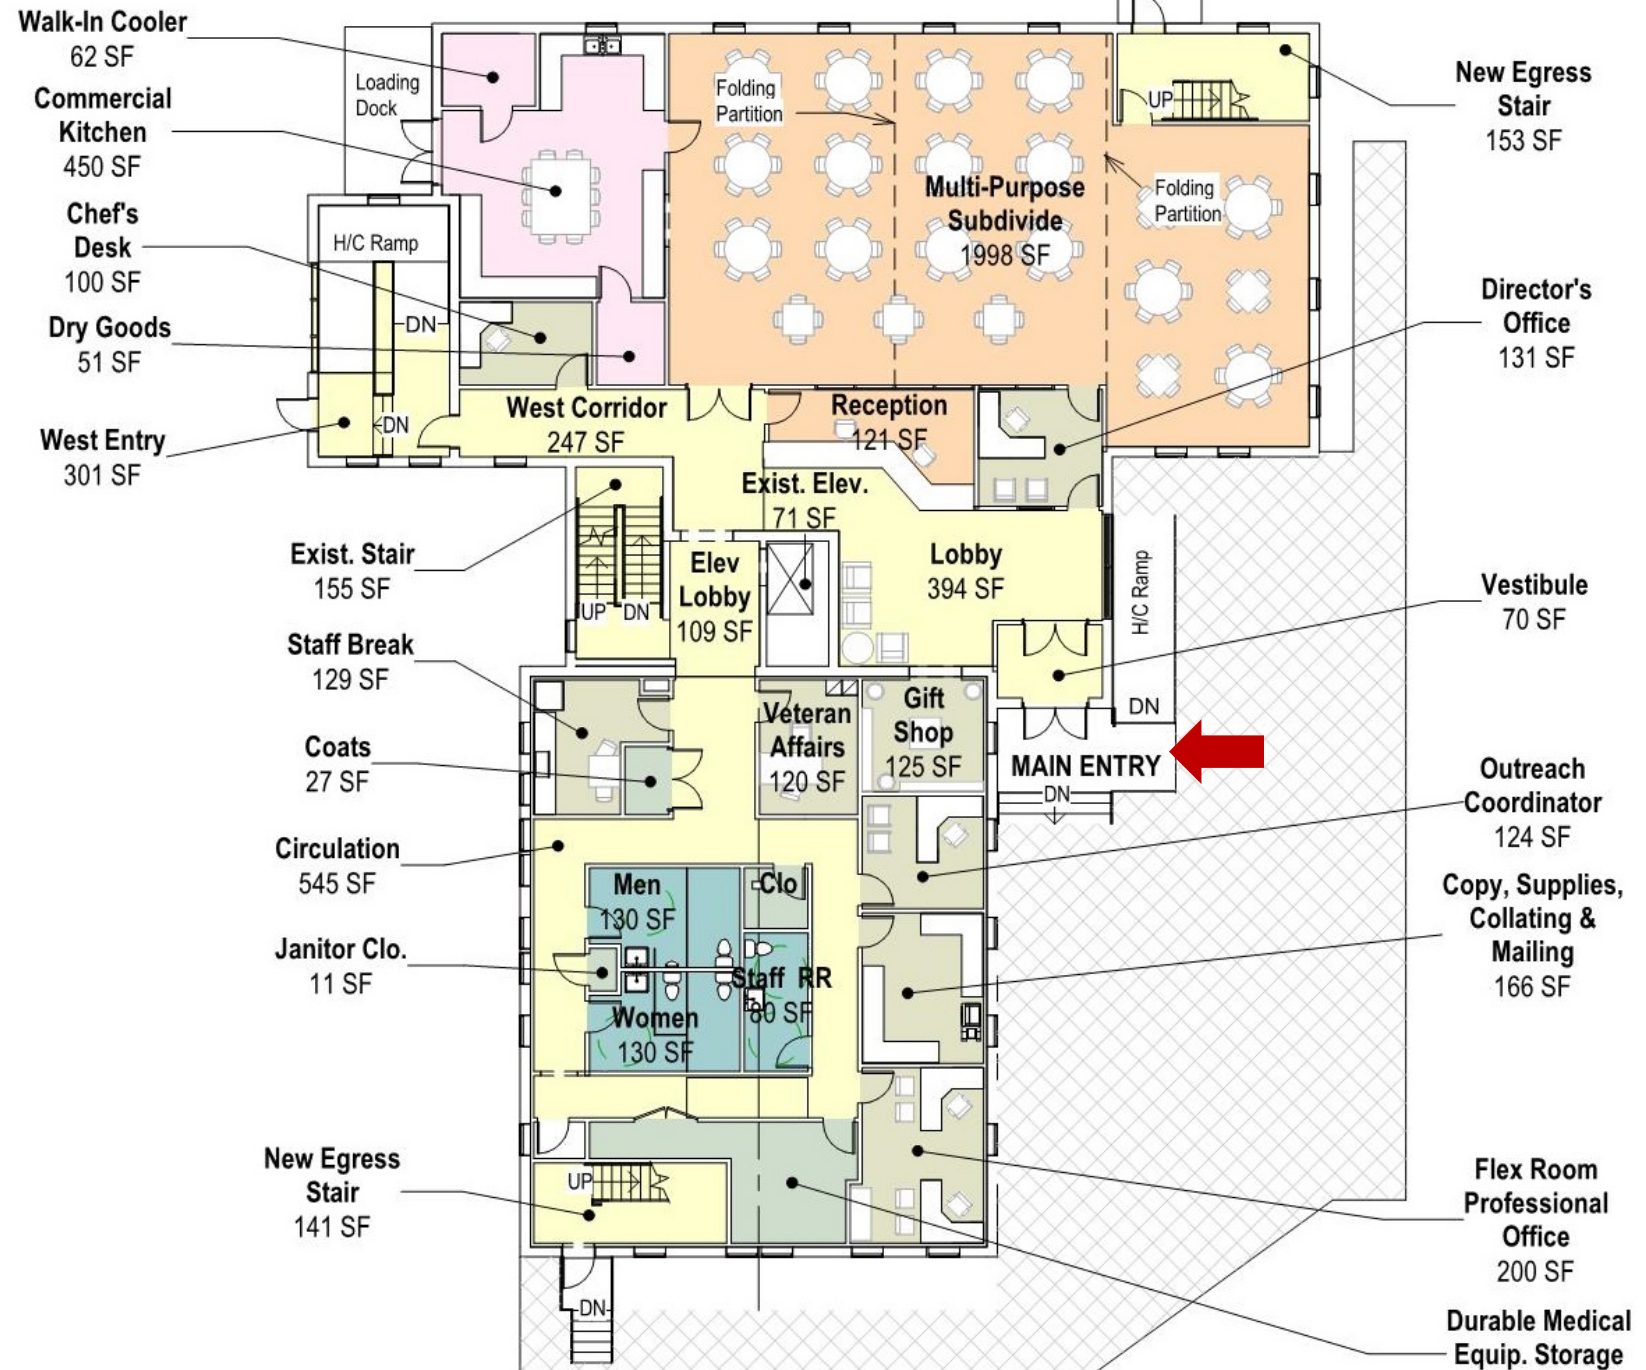 Walk-In Cooler
62 SF
Commercial
Kitchen
450 SF
Chef's
Desk
100 SF
Dry Goods
51 SF
West Entry
301 SF
Exist. Stair
155 SF
Staff Break
129 SF
Coats
27 SF
Circulation
545 SF
Janitor Clo.
11 SF
New Egress
Stair
141 SF
Loading
Dock
H/C Ramp
DN
DN
Folding
Partition
Multi-Purpose
Subdivide
1998 SF
Folding
Partition
UP
West Corridor
247 SF
Reception
121 SF
Exist. Elev.
71 SF
Elev
Lobby
109 SF
Lobby
394 SF
UP
DN
H/C Ramp
DN
Veteran
Affairs
120 SF
Gift
Shop
125 SF
MAIN ENTRY
DN
Men
130 SF
Clo
Staff RR
80 SF
Women
130 SF
UP
DN
New Egress
Stair
153 SF
Director's
Office
131 SF
Vestibule
70 SF
Outreach
Coordinator
124 SF
Copy, Supplies,
Collating &
Mailing
166 SF
Flex Room
Professional
Office
200 SF
Durable Medical
Equip. Storage